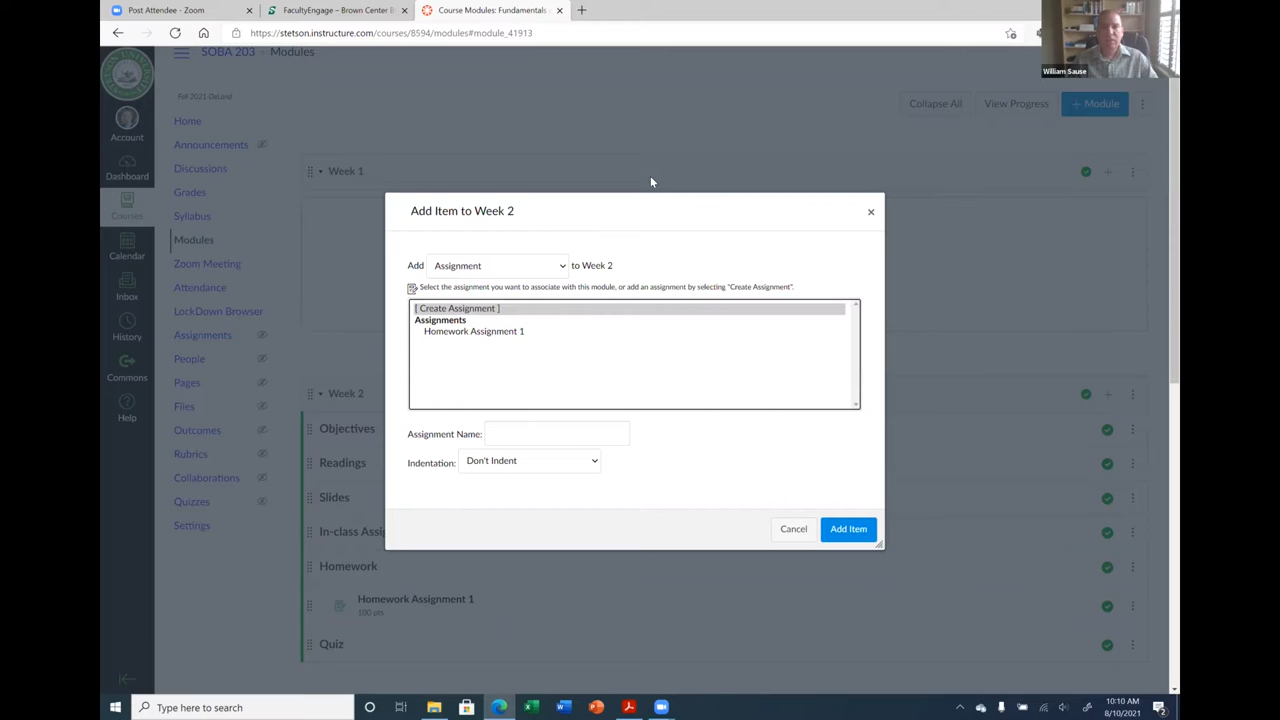 Post Attendee - Zoom
FacultyEngage – Brown Center
Course Modules: Fundamentals
https://stetson.instructure.com/courses/8594/modules#module_41913
William Sause
SOBA 203 Modules
Fall 2021-DeLand
Collapse All
View Progress
+ Module
Account
Dashboard
Courses
Calendar
Inbox
History
Commons
Help
Home
Announcements
Discussions
Grades
Syllabus
Modules
Zoom Meeting
Attendance
LockDown Browser
Assignments
People
Pages
Files
Outcomes
Rubrics
Collaborations
Quizzes
Settings
Week 1
Add Item to Week 2
Add Assignment to Week 2
Select the assignment you want to associate with this module, or add an assignment by selecting "Create Assignment".
[ Create Assignment ]
Assignments
Homework Assignment 1
Assignment Name:
Indentation: Don't Indent
Cancel
Add Item
Week 2
Objectives
Readings
Slides
In-class Assig
Homework
Homework Assignment 1
100 pts
Quiz
Type here to search
10:10 AM
8/10/2021
2